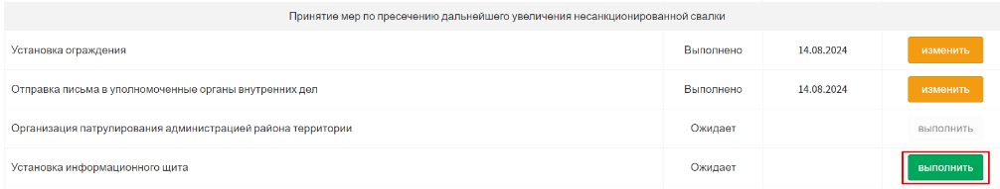 Принятие мер по пресечению дальнейшего увеличения несанкционированной свалки
Установка ограждения Выполнено 14.08.2024 изменить
Отправка письма в уполномоченные органы внутренних дел Выполнено 14.08.2024 изменить
Организация патрулирования администрацией района территории Ожидает выполнить
Установка информационного щита Ожидает выполнить